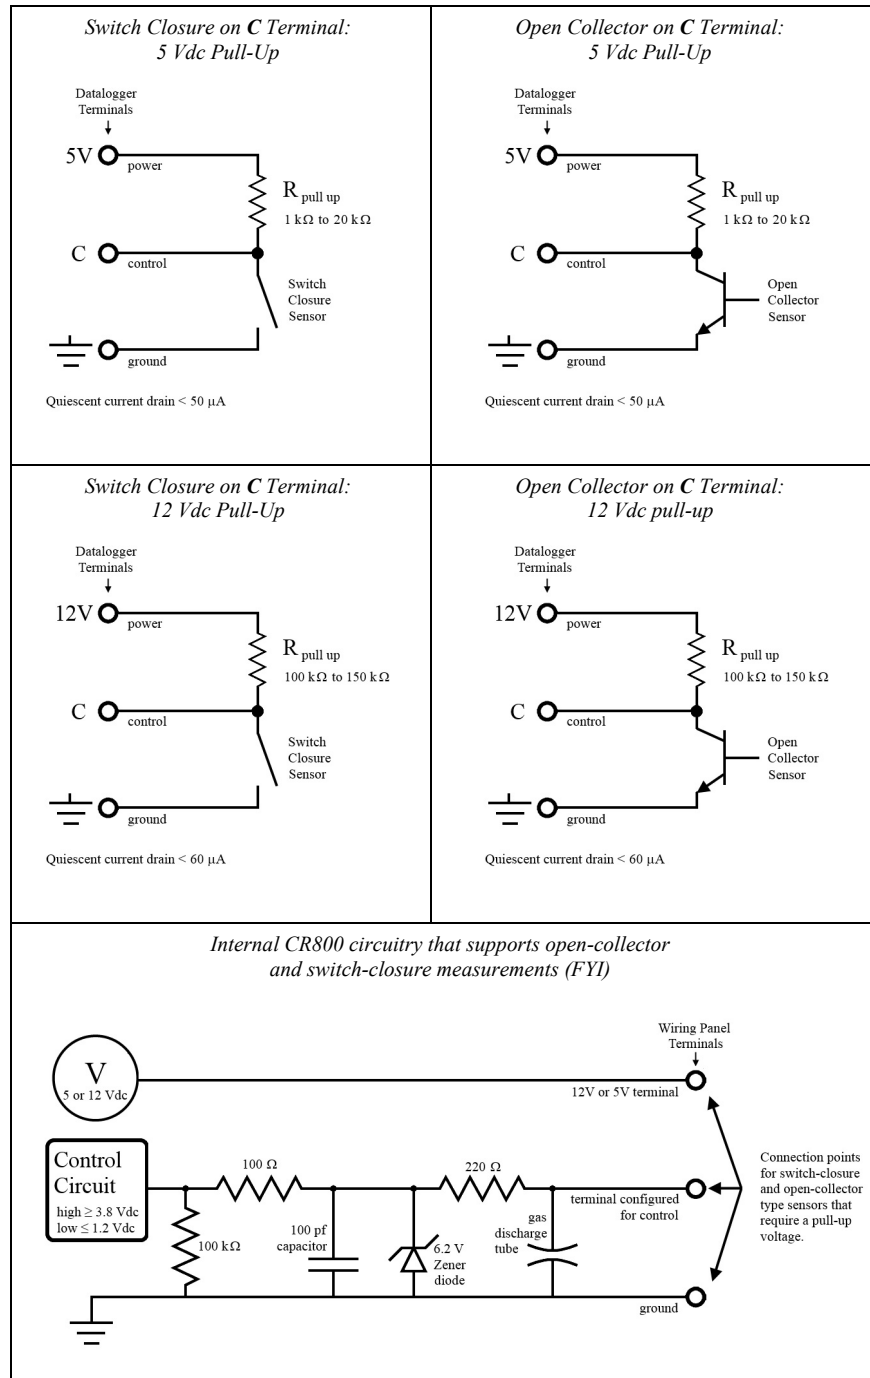 Switch Closure on C Terminal:
5 Vdc Pull-Up
Datalogger
Terminals
5V
power
R pull up
1 kΩ to 20 kΩ
C
control
Switch
Closure
Sensor
ground
Quiescent current drain < 50 µA
Open Collector on C Terminal:
5 Vdc Pull-Up
Datalogger
Terminals
5V
power
R pull up
1 kΩ to 20 kΩ
C
control
Open
Collector
Sensor
ground
Quiescent current drain < 50 µA
Switch Closure on C Terminal:
12 Vdc Pull-Up
Datalogger
Terminals
12V
power
R pull up
100 kΩ to 150 kΩ
C
control
Switch
Closure
Sensor
ground
Quiescent current drain < 60 µA
Open Collector on C Terminal:
12 Vdc pull-up
Datalogger
Terminals
12V
power
R pull up
100 kΩ to 150 kΩ
C
control
Open
Collector
Sensor
ground
Quiescent current drain < 60 µA
Internal CR800 circuitry that supports open-collector
and switch-closure measurements (FYI)
Wiring Panel
Terminals
V
5 or 12 Vdc
12V or 5V terminal
Control
Circuit
high ≥ 3.8 Vdc
low ≤ 1.2 Vdc
100 Ω
220 Ω
terminal configured
for control
100 kΩ
100 pf
capacitor
6.2 V
Zener
diode
gas
discharge
tube
Connection points
for switch-closure
and open-collector
type sensors that
require a pull-up
voltage.
ground